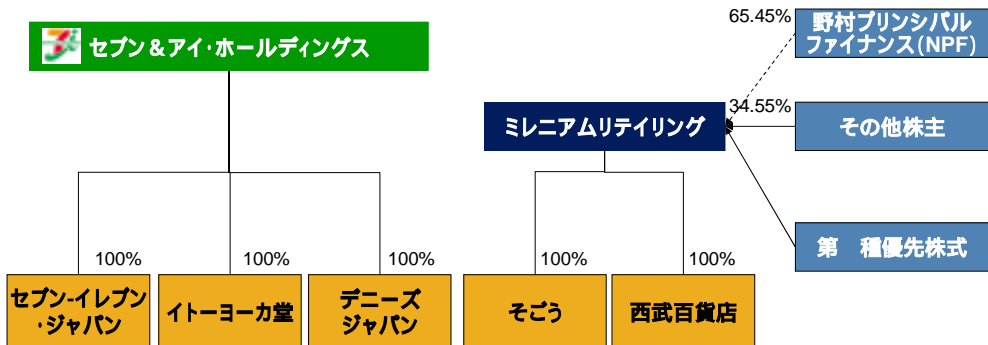 セブン&アイ・ホールディングス
65.45%
野村プリンシパル
ファイナンス(NPF)
ミレニアムリテイリング
34.55%
その他株主
第 種優先株式
100%
100%
100%
100%
100%
セブン-イレブン
・ジャパン
イトーヨーカ堂
デニーズ
ジャパン
そごう
西武百貨店